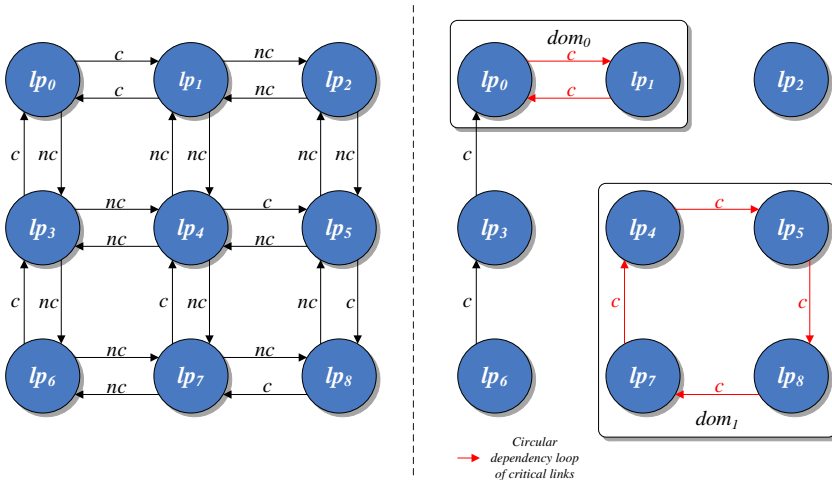 c
nc
lp0
lp1
lp2
c
nc
c
nc
nc
nc
nc
nc
nc
c
lp3
lp4
lp5
nc
nc
c
nc
c
nc
nc
c
nc
nc
lp6
lp7
lp8
nc
c
dom0
c
lp0
lp1
lp2
c
c
lp3
lp4
c
lp5
c
c
c
lp6
lp7
c
lp8
dom1
Circular
dependency loop
of critical links